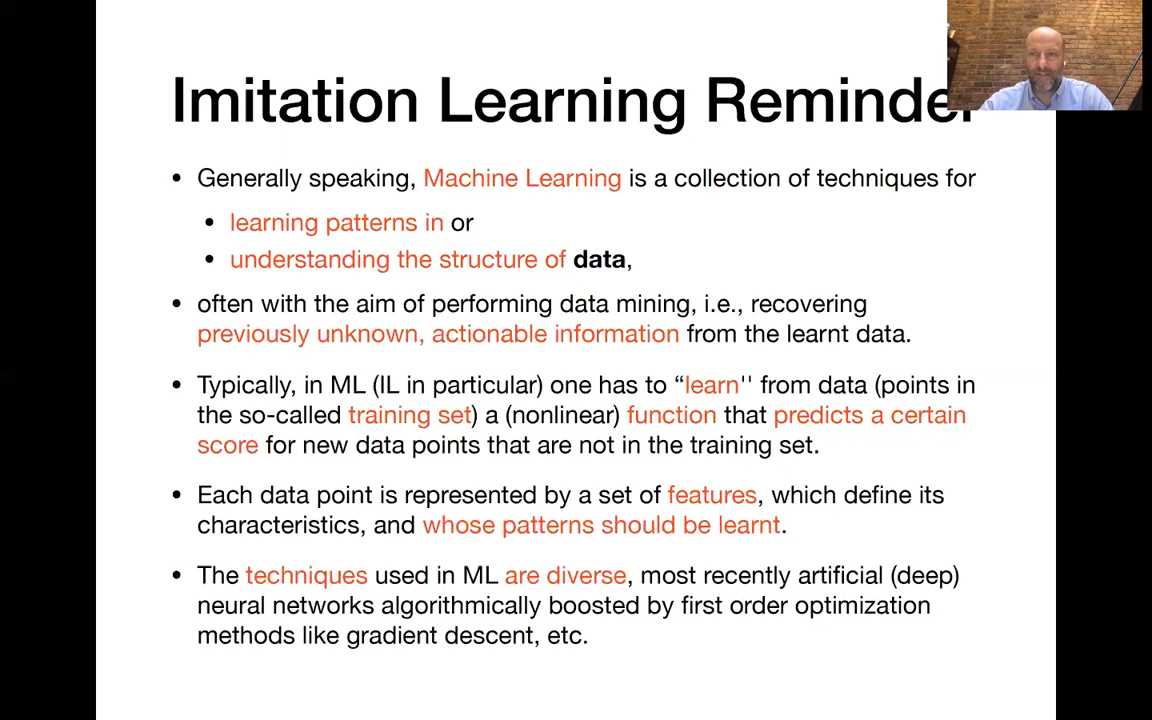 Imitation Learning Reminder
• Generally speaking, Machine Learning is a collection of techniques for
• learning patterns in or
• understanding the structure of data,
• often with the aim of performing data mining, i.e., recovering
previously unknown, actionable information from the learnt data.
• Typically, in ML (IL in particular) one has to “learn'' from data (points in
the so-called training set) a (nonlinear) function that predicts a certain
score for new data points that are not in the training set.
• Each data point is represented by a set of features, which define its
characteristics, and whose patterns should be learnt.
• The techniques used in ML are diverse, most recently artificial (deep)
neural networks algorithmically boosted by first order optimization
methods like gradient descent, etc.